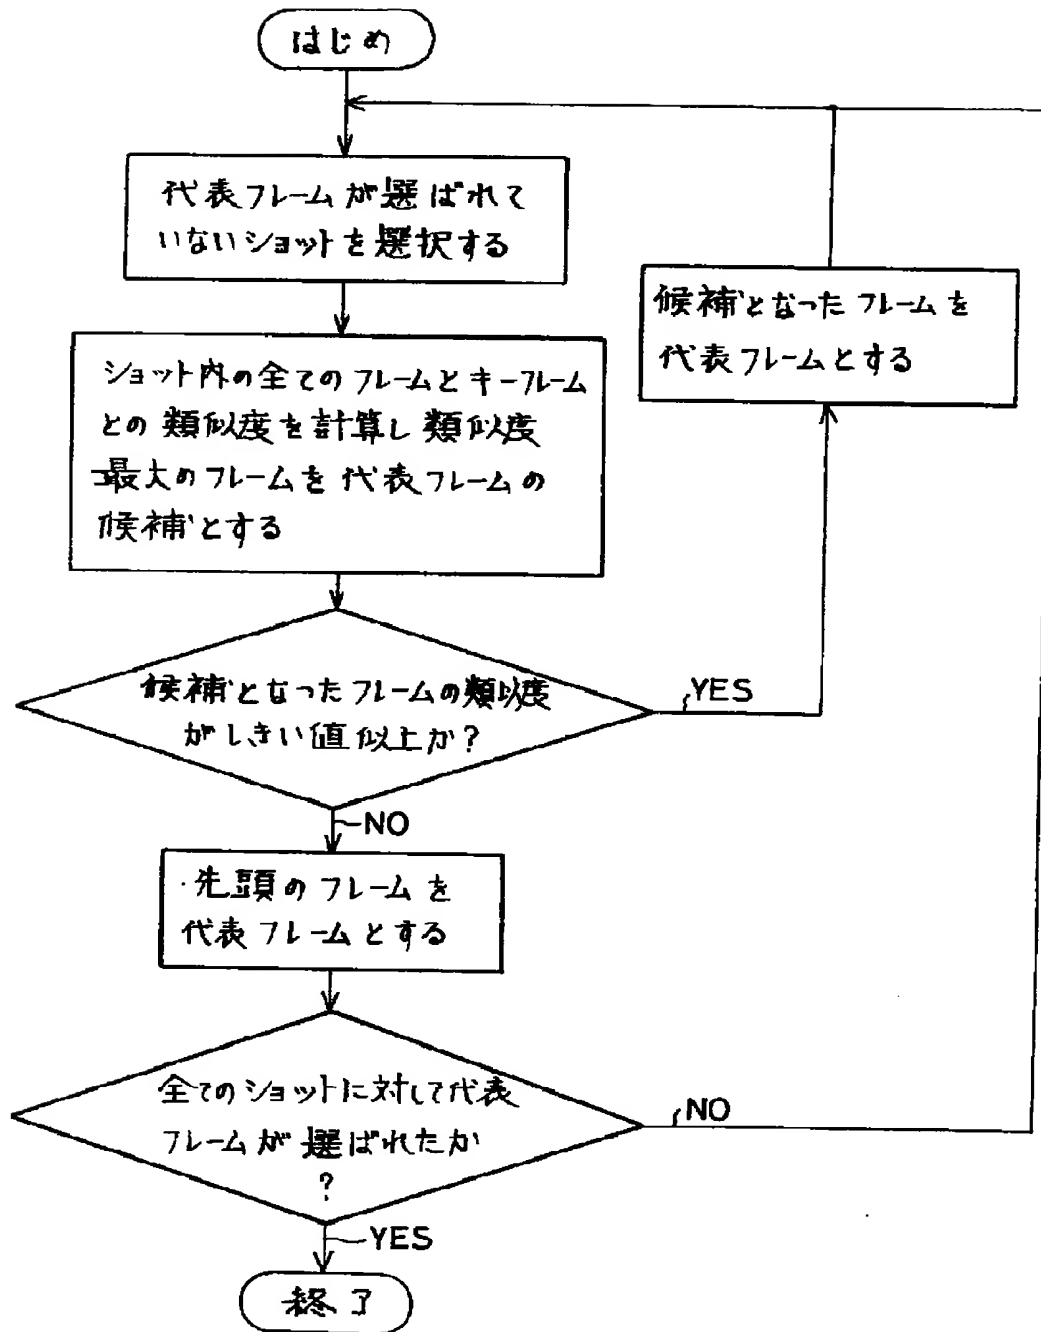 はじめ
代表フレームが選ばれて
いないショットを選択する
候補となったフレームを
代表フレームとする
ショット内の全てのフレームとキーフレーム
との類似度を計算し類似度
最大のフレームを代表フレームの
候補とする
候補となったフレームの類似度
がしきい値似上か?
YES
NO
先頭のフレームを
代表フレームとする
全てのショットに対して代表
フレームが選ばれたか
?
NO
YES
終了